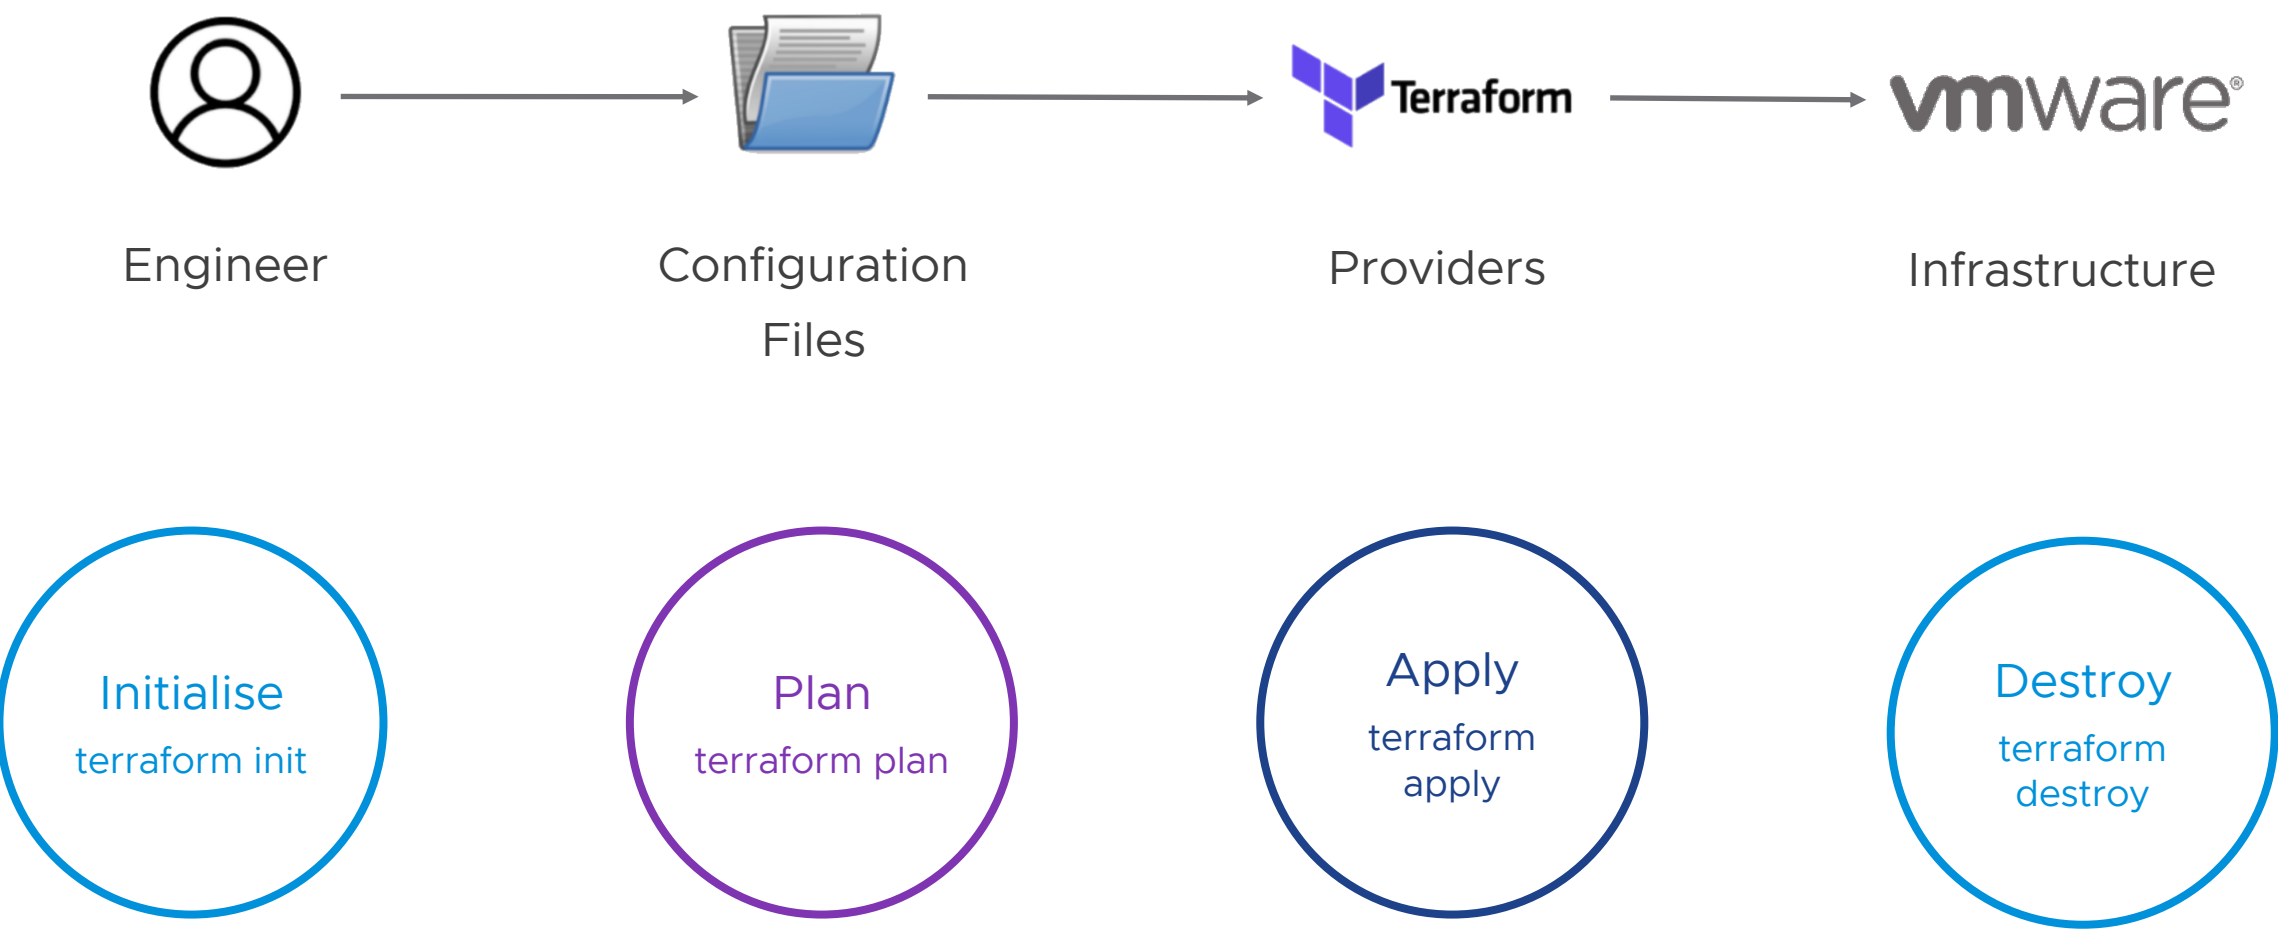 Terraform
vmware®
Engineer
Configuration
Files
Providers
Infrastructure
Initialise
terraform init
Plan
terraform plan
Apply
terraform
apply
Destroy
terraform
destroy